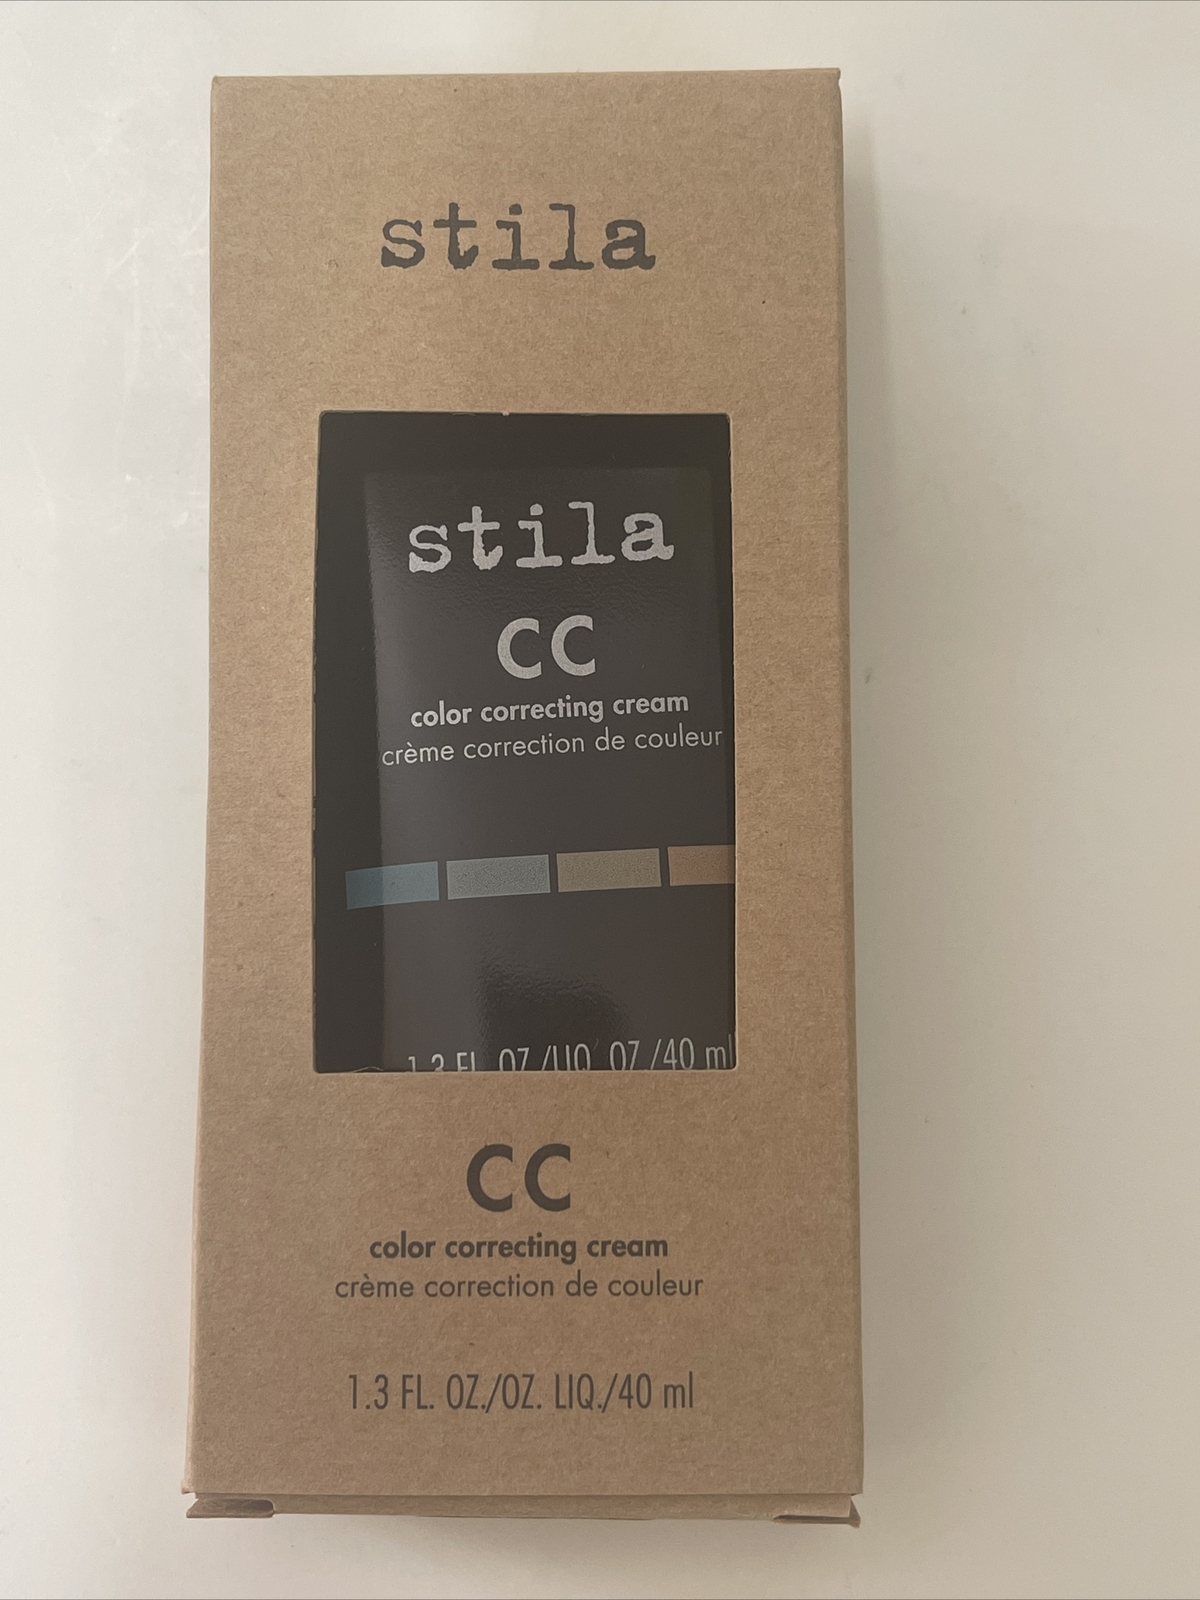 stila
stila
CC
color correcting cream
crème correction de couleur
1.3 FL. OZ./LIQ. OZ./40 ml
CC
color correcting cream
crème correction de couleur
1.3 FL. OZ./OZ. LIQ./40 ml